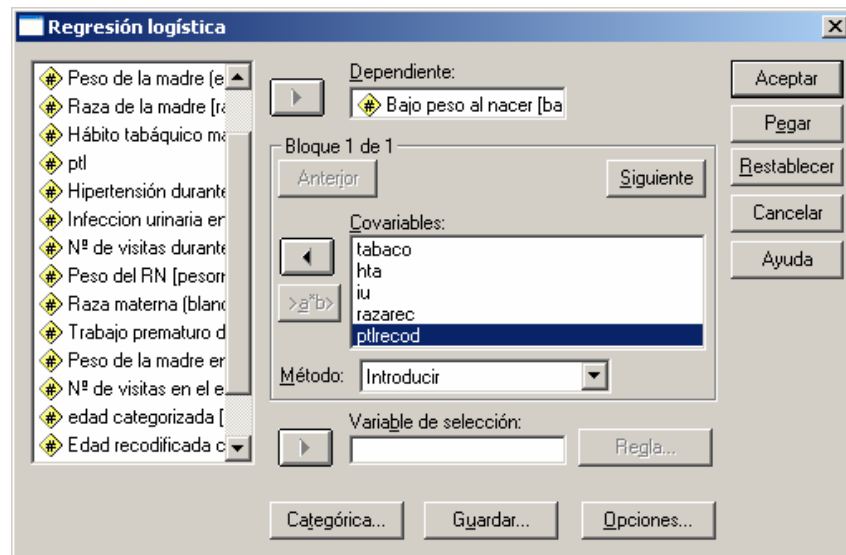 Regresión logística
Peso de la madre (e
Raza de la madre [ra
Hábito tabáquico ma
ptl
Hipertensión durante
Infeccion urinaria en
Nº de visitas durante
Peso del RN [pesorn
Raza materna (blanc
Trabajo prematuro d
Peso de la madre en
Nº de visitas en el e
edad categorizada [
Edad recodificada c
Dependiente:
Bajo peso al nacer [ba
Bloque 1 de 1
Anterior
Siguiente
Covariables:
tabaco
hta
iu
razarec
ptlrecod
>a*b>
Método:
Introducir
Variable de selección:
Regla...
Categórica...
Guardar...
Opciones...
Aceptar
Pegar
Restablecer
Cancelar
Ayuda